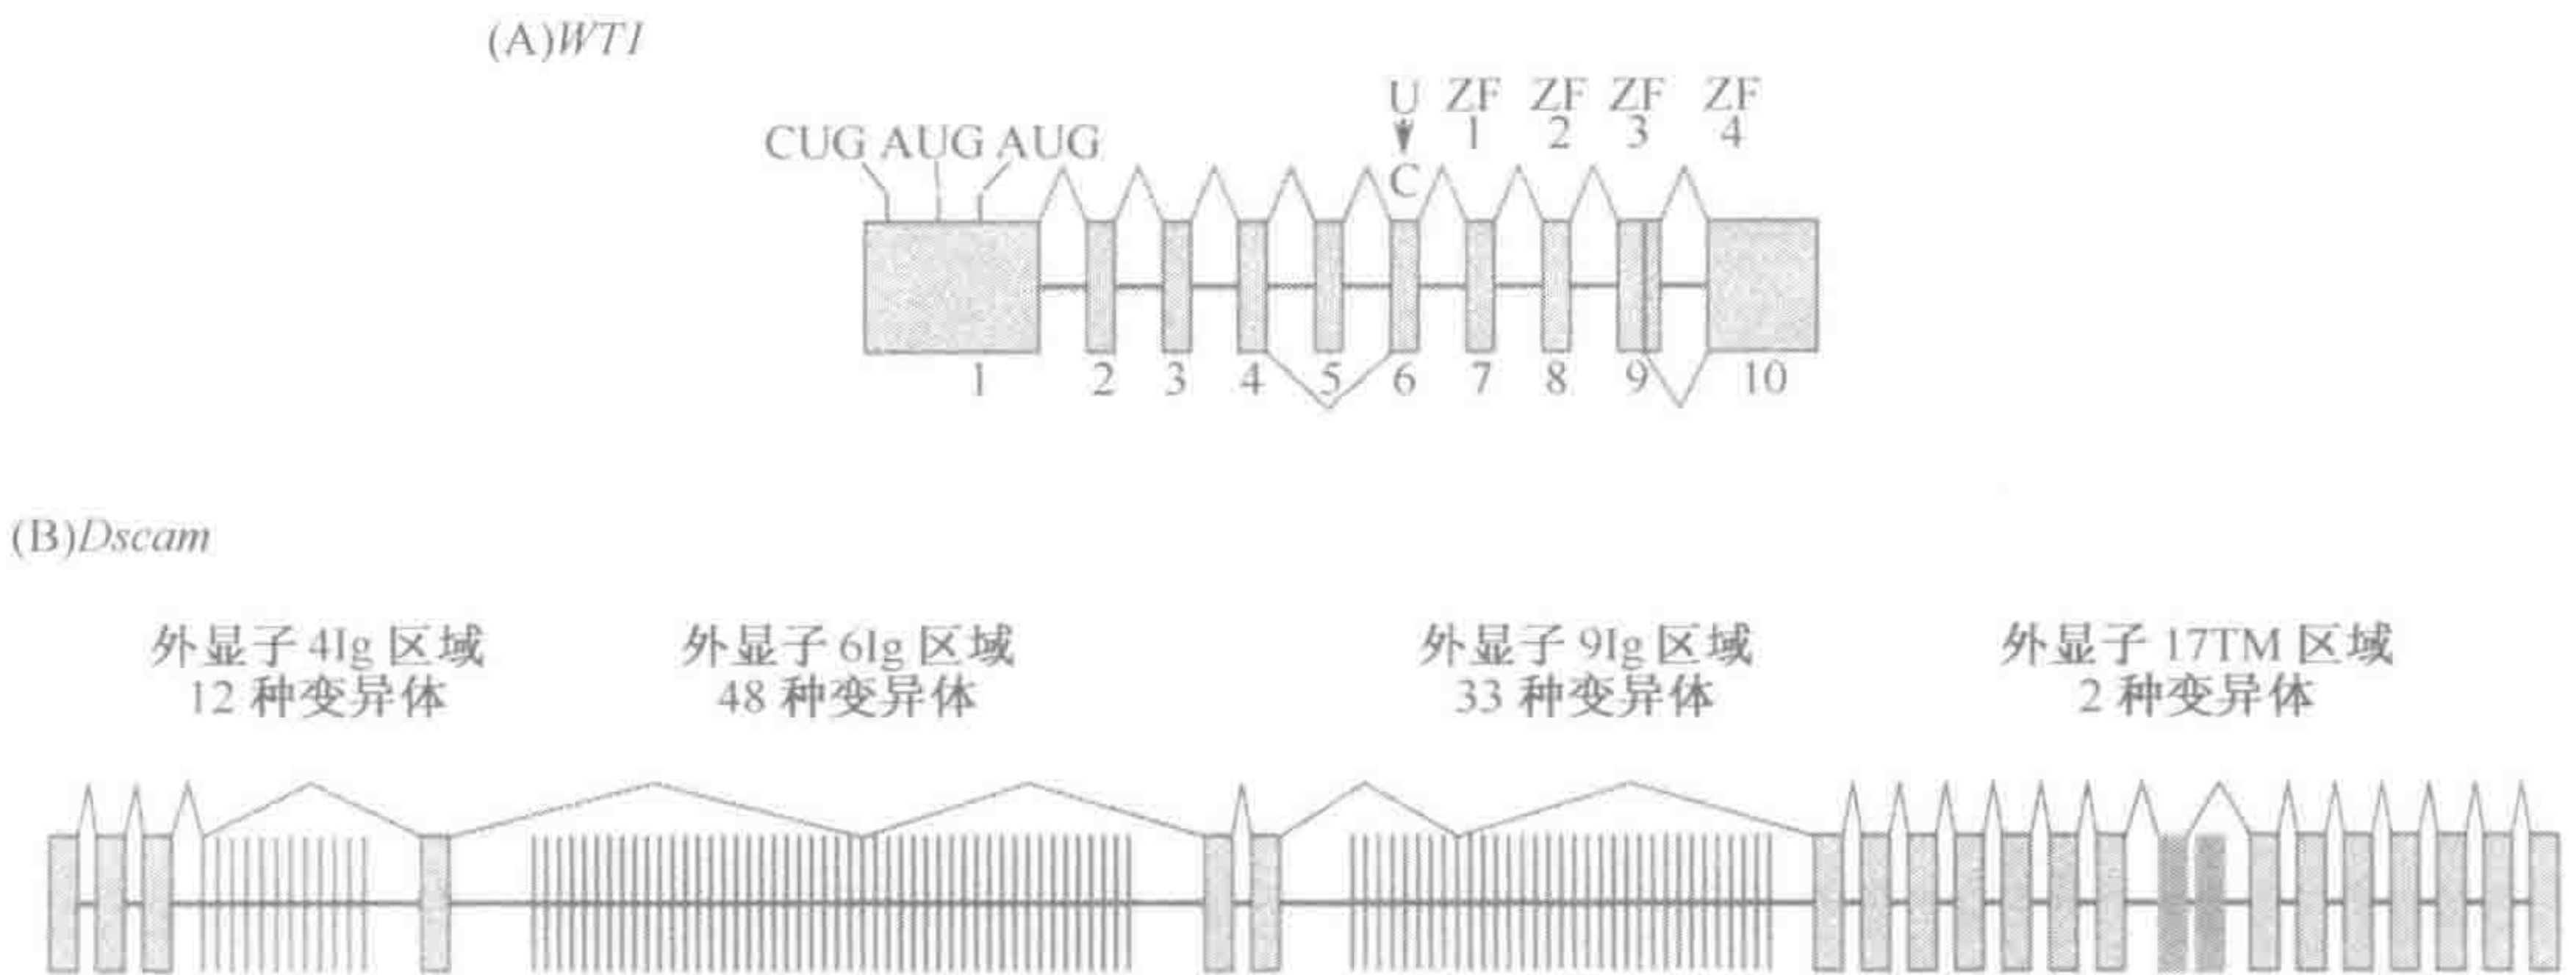 (A)WT1
U ZF ZF ZF ZF
1 2 3 4
CUG AUG AUG
C
1 2 3 4 5 6 7 8 9 10
(B)Dscam
外显子 4Ig 区域 外显子 6Ig 区域 外显子 9Ig 区域 外显子 17TM 区域
12 种变异体 48 种变异体 33 种变异体 2 种变异体